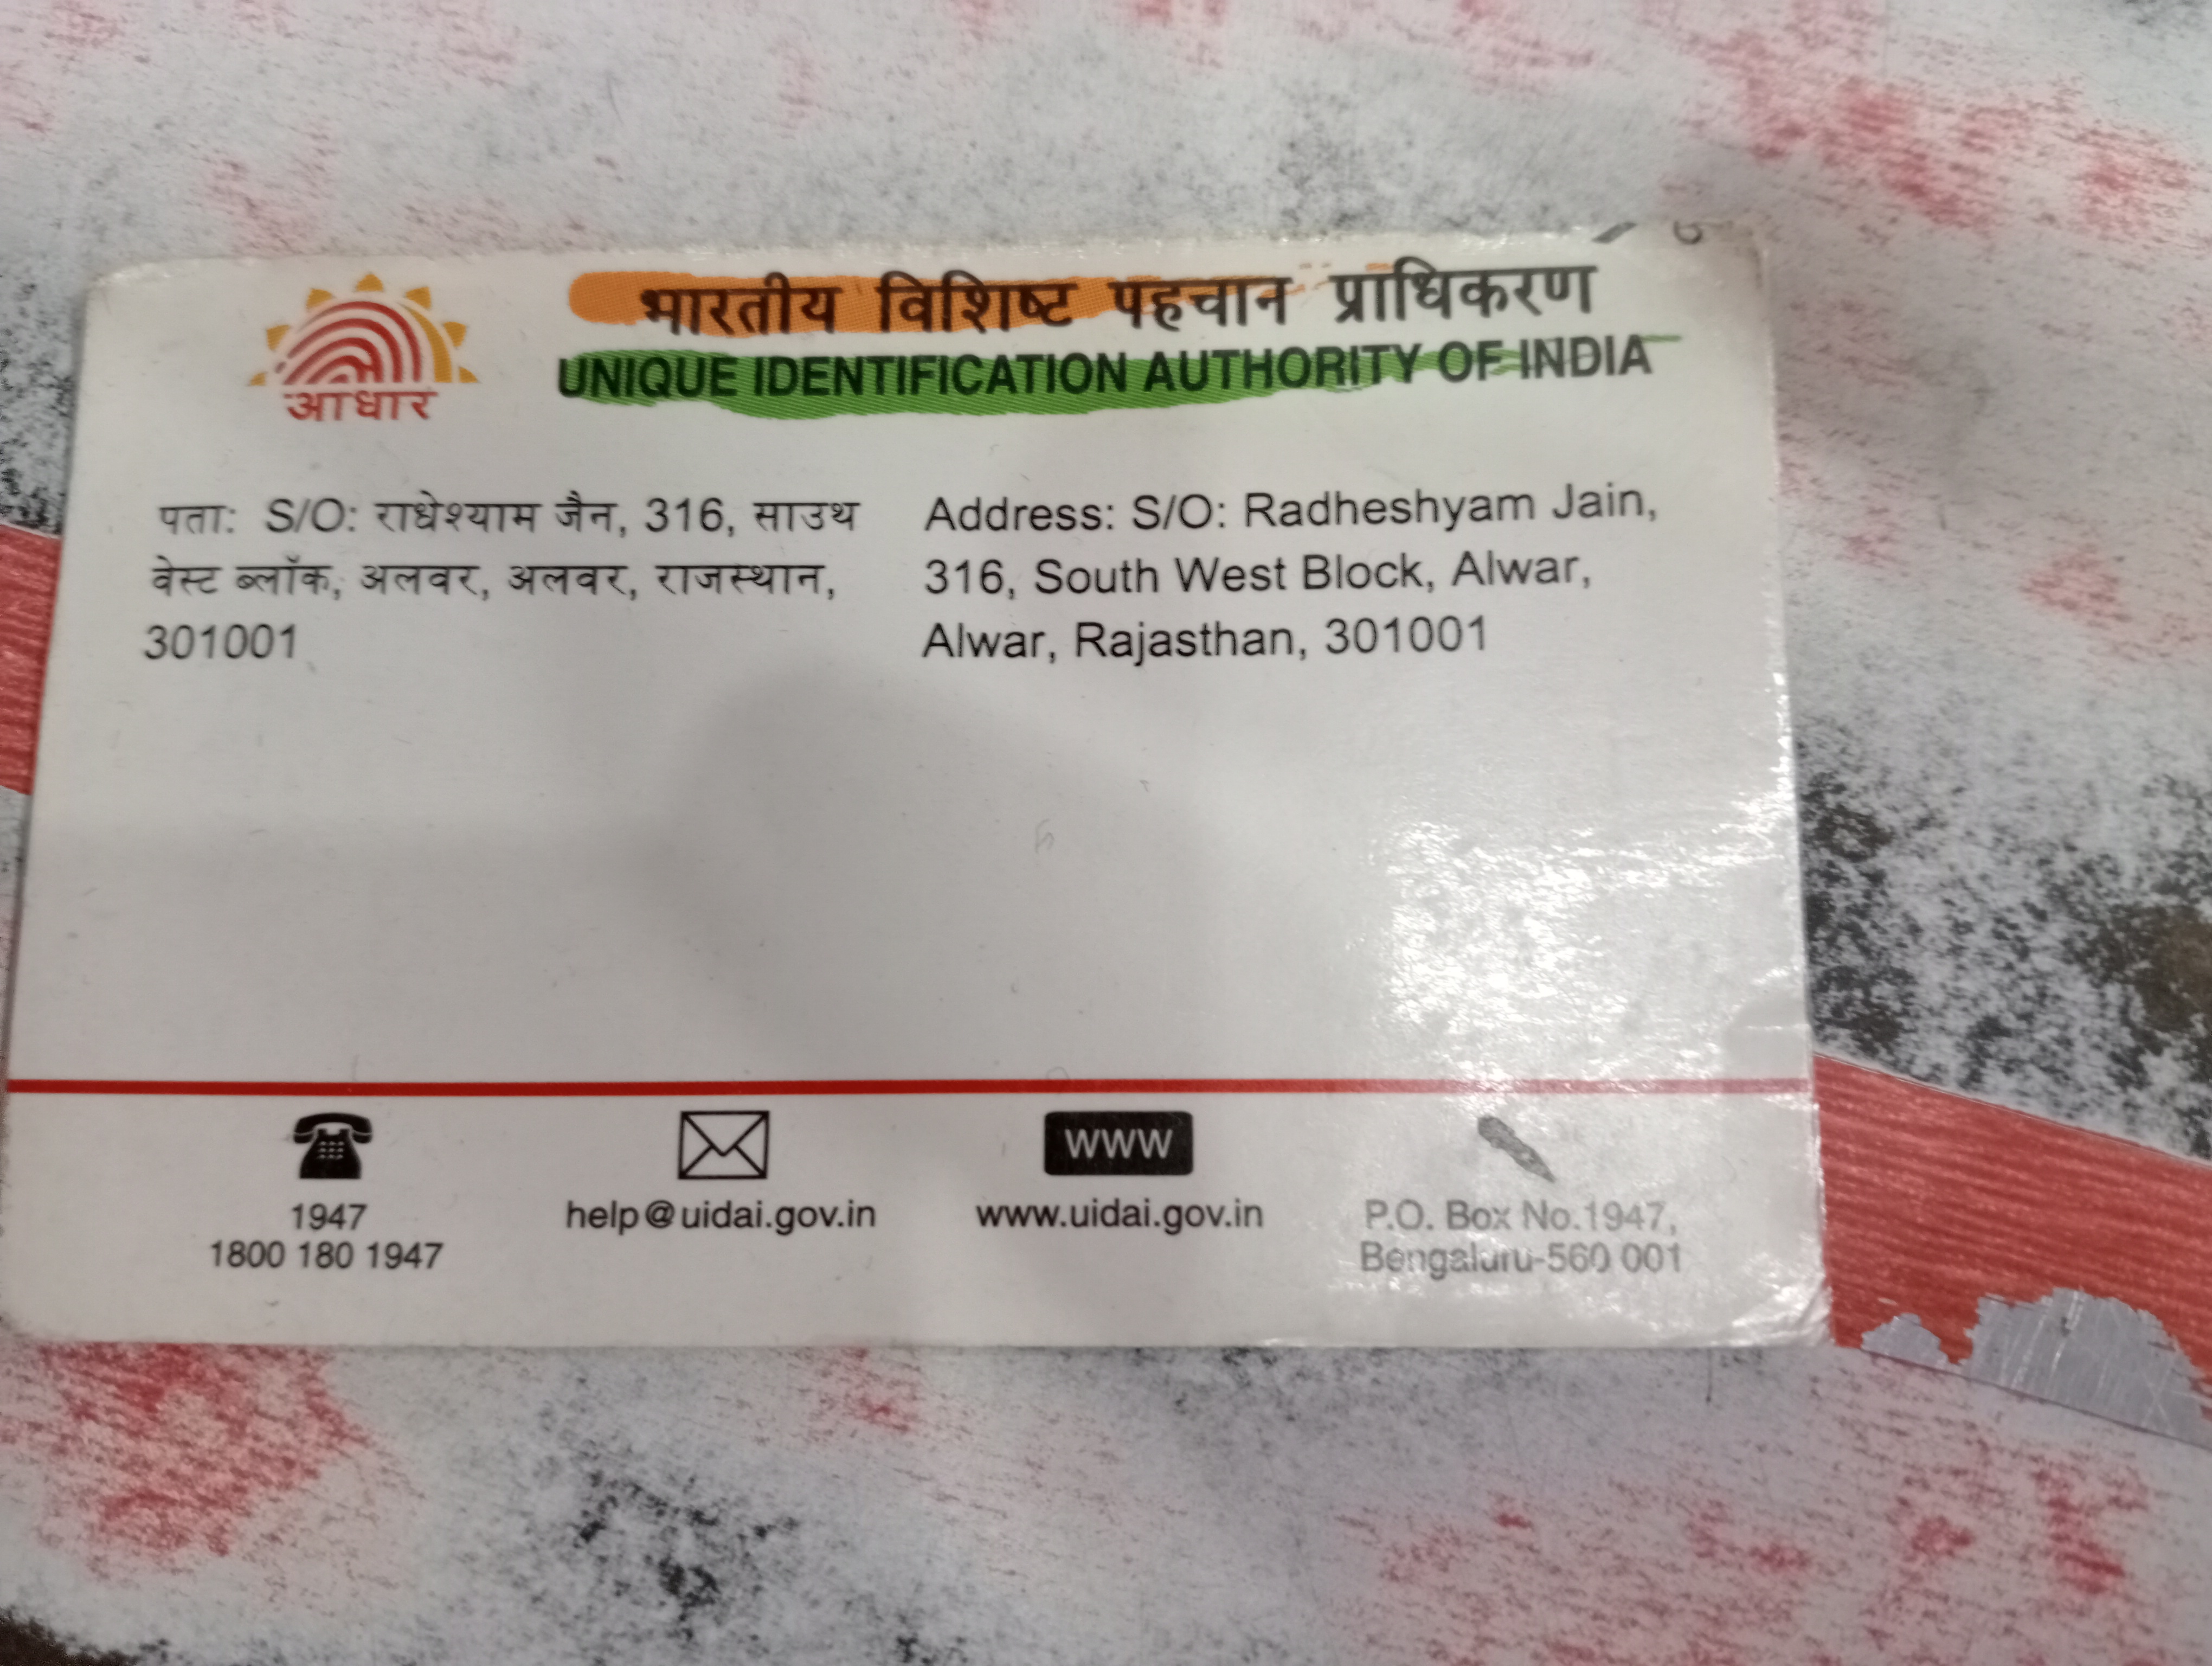 आधार
भारतीय विशिष्ट पहचान प्राधिकरण
UNIQUE IDENTIFICATION AUTHORITY OF INDIA
पता: S/O: राधेश्याम जैन, 316, साउथ
वेस्ट ब्लॉक, अलवर, अलवर, राजस्थान,
301001
Address: S/O: Radheshyam Jain,
316, South West Block, Alwar,
Alwar, Rajasthan, 301001
1947
1800 180 1947
help@uidai.gov.in
WWW
www.uidai.gov.in
P.O. Box No.1947,
Bengaluru-560 001